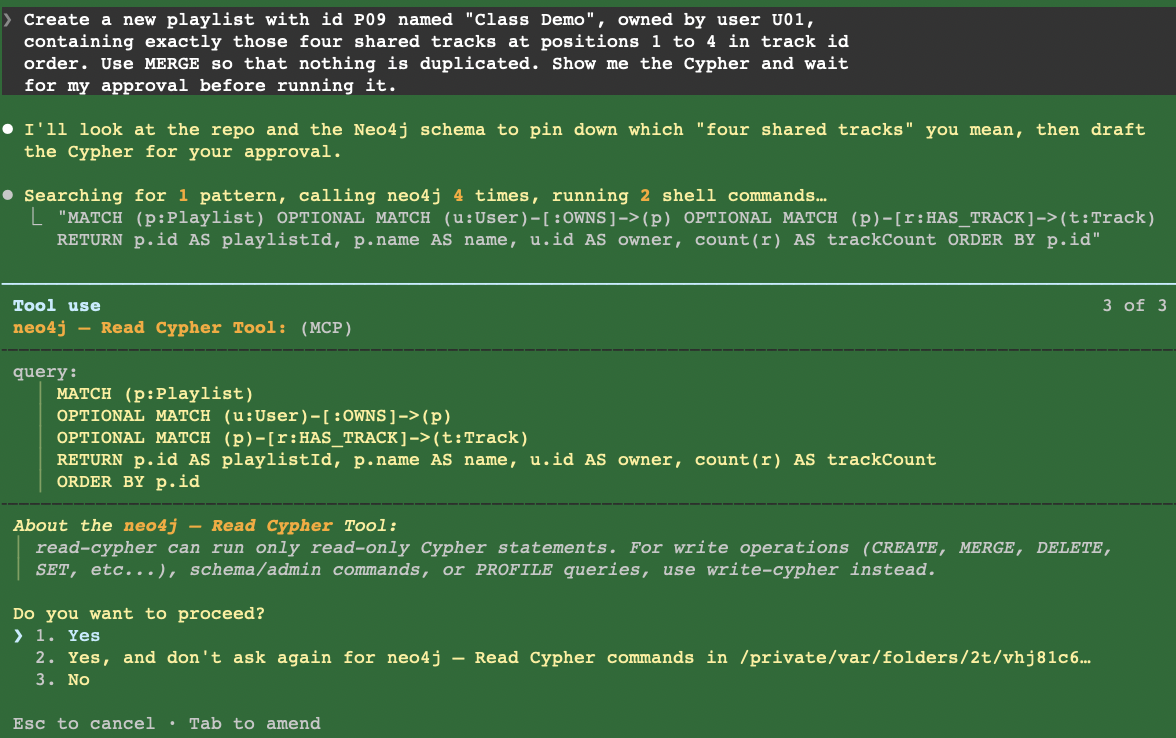 ❯ Create a new playlist with id P09 named "Class Demo", owned by user U01,
containing exactly those four shared tracks at positions 1 to 4 in track id
order. Use MERGE so that nothing is duplicated. Show me the Cypher and wait
for my approval before running it.
● I'll look at the repo and the Neo4j schema to pin down which "four shared tracks" you mean, then draft
the Cypher for your approval.
● Searching for 1 pattern, calling neo4j 4 times, running 2 shell commands…
"MATCH (p:Playlist) OPTIONAL MATCH (u:User)-[:OWNS]->(p) OPTIONAL MATCH (p)-[r:HAS_TRACK]->(t:Track)
RETURN p.id AS playlistId, p.name AS name, u.id AS owner, count(r) AS trackCount ORDER BY p.id"
Tool use 3 of 3
neo4j — Read Cypher Tool: (MCP)
query:
MATCH (p:Playlist)
OPTIONAL MATCH (u:User)-[:OWNS]->(p)
OPTIONAL MATCH (p)-[r:HAS_TRACK]->(t:Track)
RETURN p.id AS playlistId, p.name AS name, u.id AS owner, count(r) AS trackCount
ORDER BY p.id
About the neo4j — Read Cypher Tool:
read-cypher can run only read-only Cypher statements. For write operations (CREATE, MERGE, DELETE,
SET, etc...), schema/admin commands, or PROFILE queries, use write-cypher instead.
Do you want to proceed?
❯ 1. Yes
2. Yes, and don't ask again for neo4j — Read Cypher commands in /private/var/folders/2t/vhj81c6…
3. No
Esc to cancel · Tab to amend